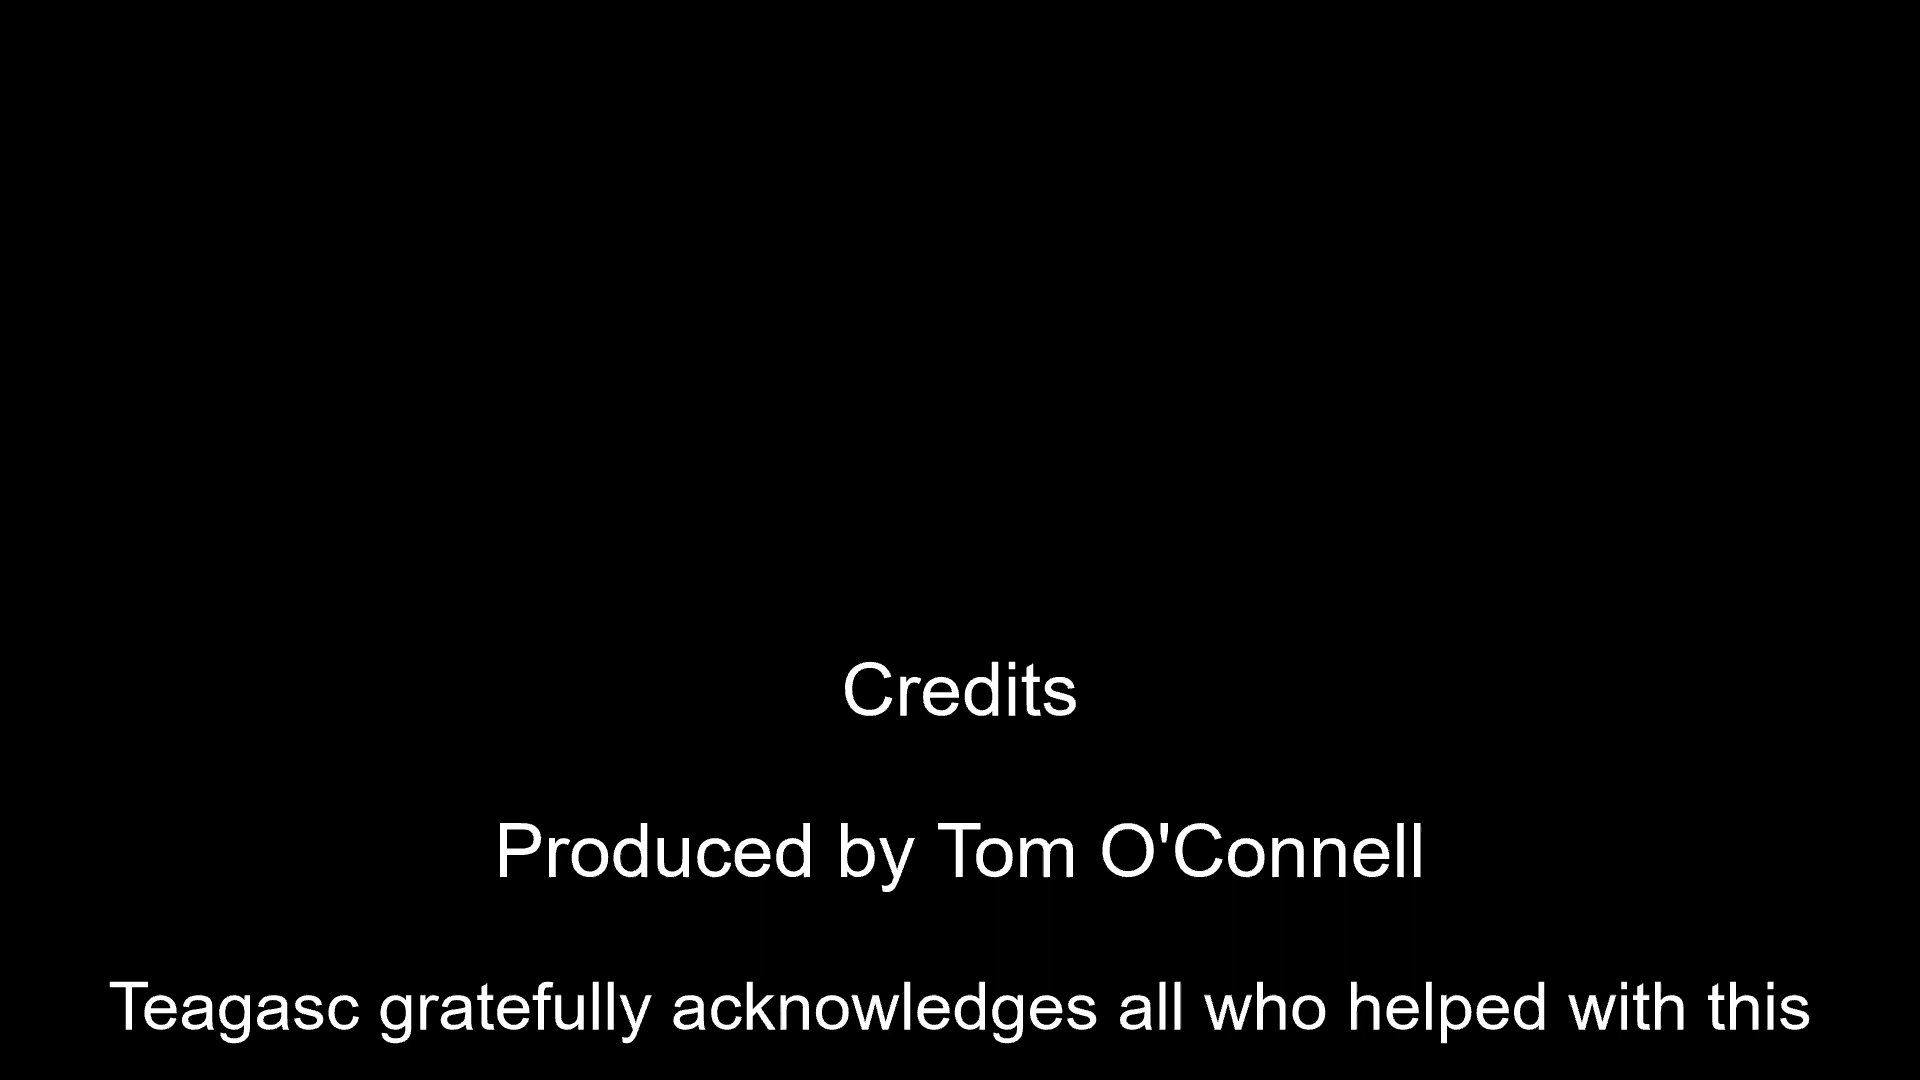 Credits
Produced by Tom O'Connell
Teagasc gratefully acknowledges all who helped with this